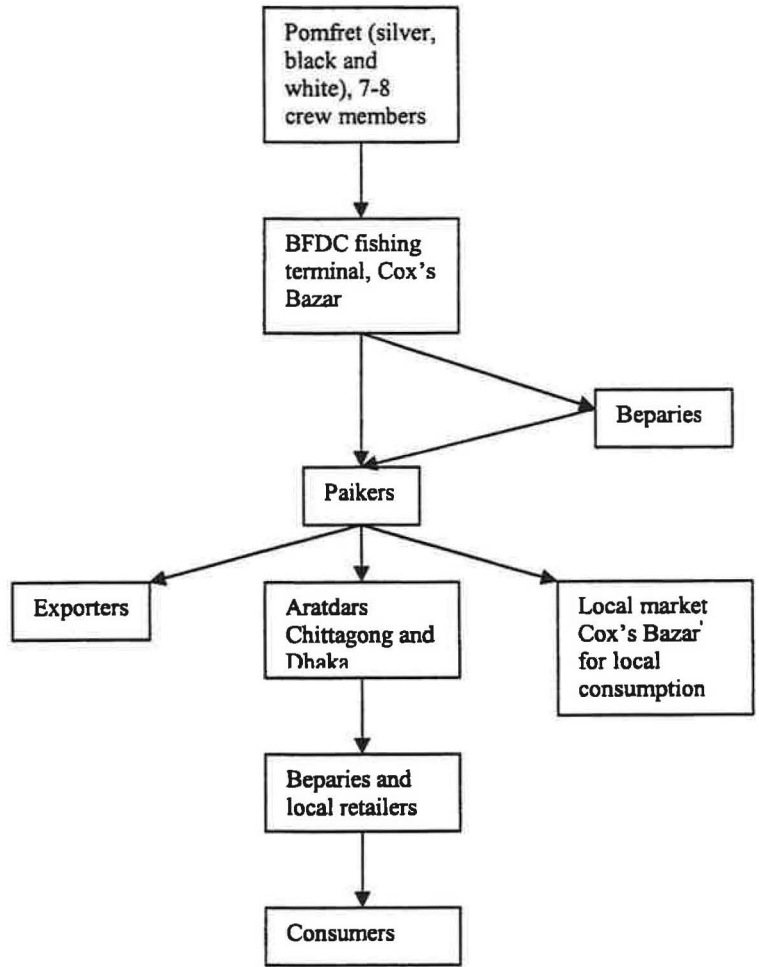 Pomfret (silver,
black and
white), 7-8
crew members
BFDC fishing
terminal, Cox's
Bazar
Beparies
Paikers
Exporters
Aratdars
Chittagong and
Dhaka
Local market
Cox's Bazar'
for local
consumption
Beparies and
local retailers
Consumers